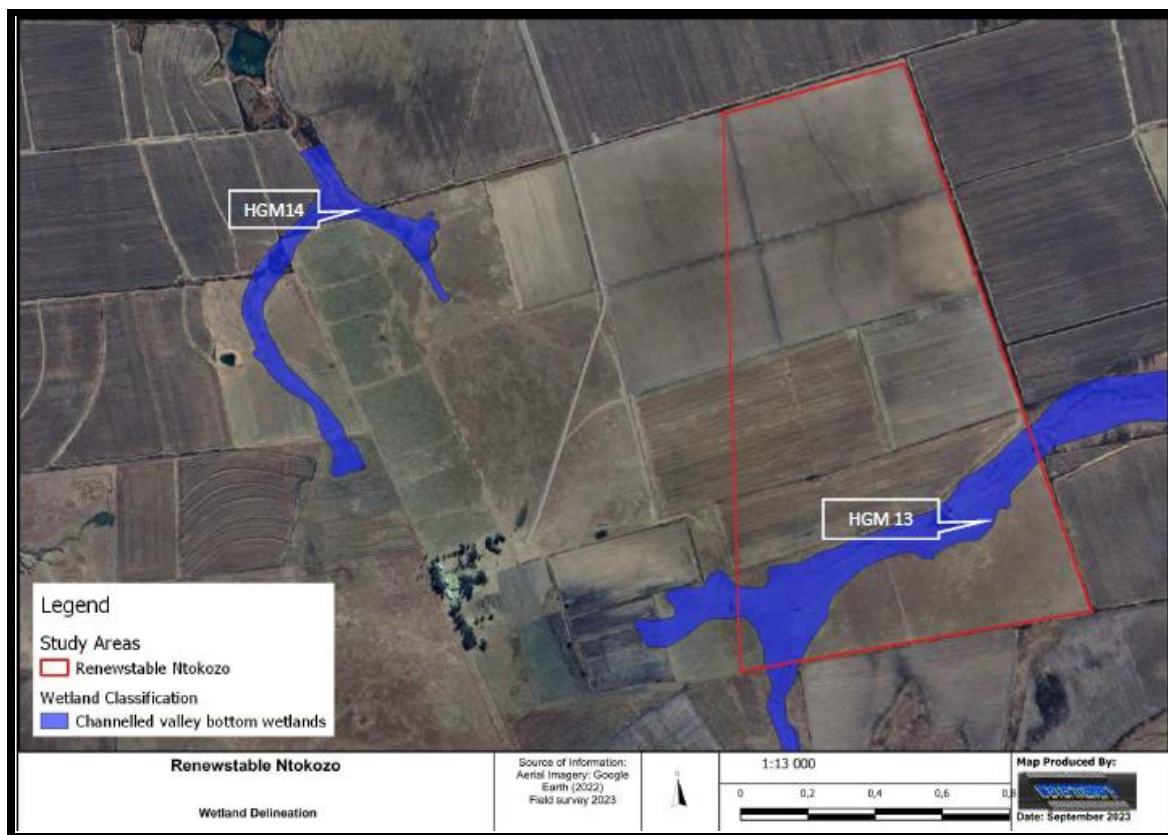 HGM14
HGM 13
Legend
Study Areas
Renewstable Ntokozo
Wetland Classification
Channelled valley bottom wetlands
Renewstable Ntokozo
Wetland Delineation
Source of Information:
Aerial Imagery: Google
Earth (2022)
Field survey 2023
1:13 000
0 0,2 0,4 0,6 0,8
Map Produced By:
Date: September 2023